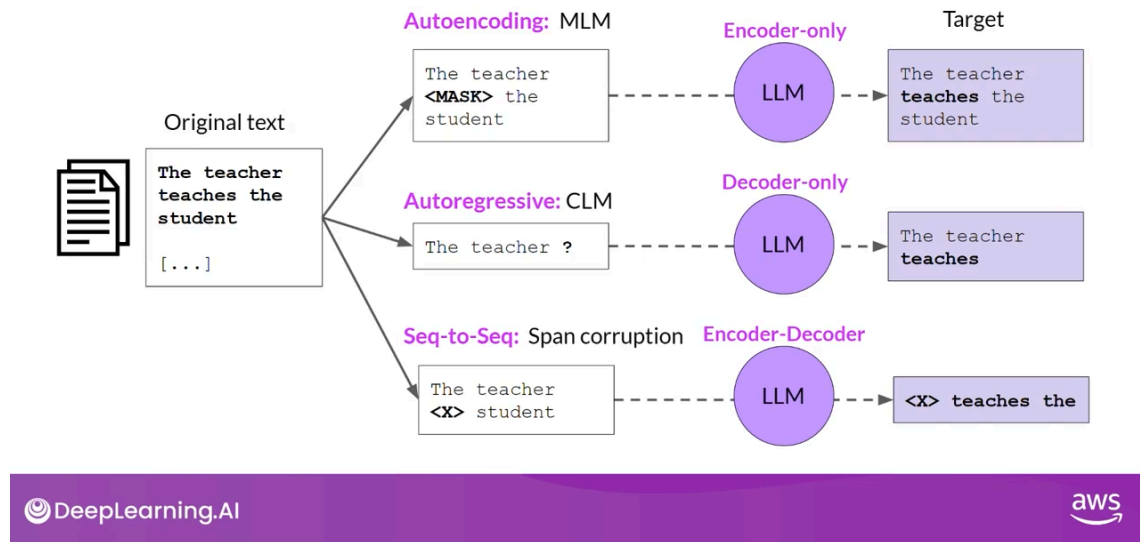 Autoencoding: MLM
Encoder-only
Target
The teacher
<MASK> the
student
LLM
The teacher
teaches the
student
Original text
The teacher
teaches the
student
[...]
Autoregressive: CLM
Decoder-only
The teacher ?
LLM
The teacher
teaches
Seq-to-Seq: Span corruption
Encoder-Decoder
The teacher
<X> student
LLM
<X> teaches the
DeepLearning.AI
aws